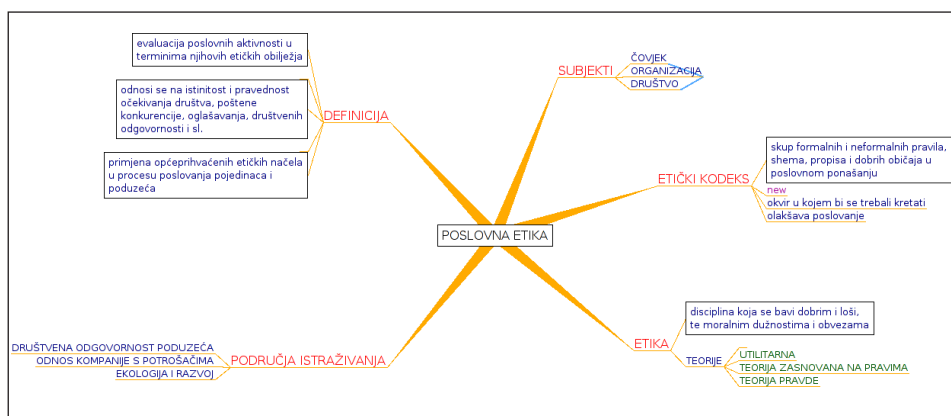 POSLOVNA ETIKA
DEFINICIJA
evaluacija poslovnih aktivnosti u
terminima njihovih etičkih obilježja
odnosi se na istinitost i pravednost
očekivanja društva, poštene
konkurencije, oglašavanja, društvenih
odgovornosti i sl.
primjena općeprihvaćenih etičkih načela
u procesu poslovanja pojedinaca i
poduzeća
PODRUČJA ISTRAŽIVANJA
DRUŠTVENA ODGOVORNOST PODUZEĆA
ODNOS KOMPANIJE S POTROŠAČIMA
EKOLOGIJA I RAZVOJ
SUBJEKTI
ČOVJEK
ORGANIZACIJA
DRUŠTVO
ETIČKI KODEKS
skup formalnih i neformalnih pravila,
shema, propisa i dobrih običaja u
poslovnom ponašanju
new
okvir u kojem bi se trebali kretati
olakšava poslovanje
ETIKA
disciplina koja se bavi dobrim i loši,
te moralnim dužnostima i obvezama
TEORIJE
UTILITARNA
TEORIJA ZASNOVANA NA PRAVIMA
TEORIJA PRAVDE